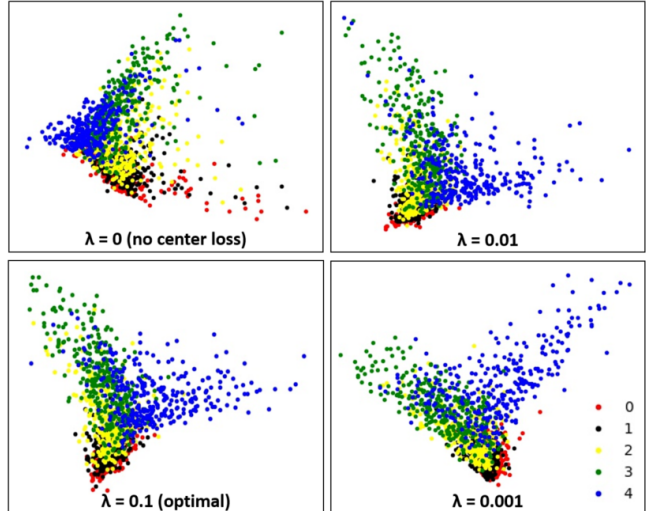 λ = 0 (no center loss)
λ = 0.01
λ = 0.1 (optimal)
λ = 0.001
0
1
2
3
4